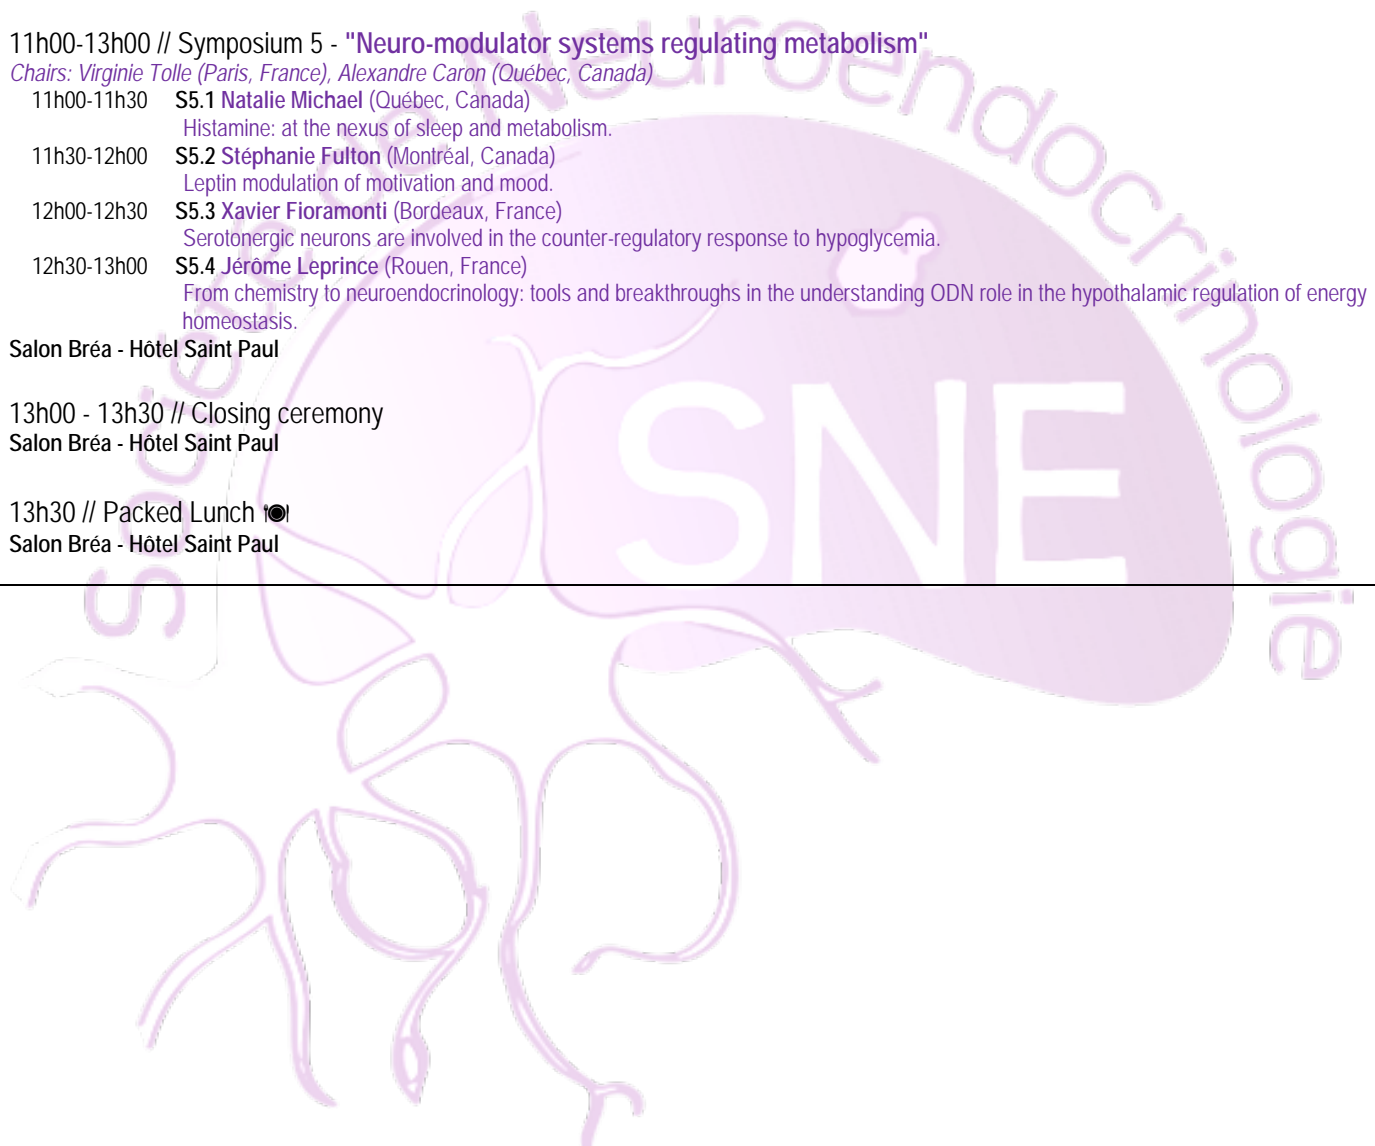 11h00-13h00 // Symposium 5 - "Neuro-modulator systems regulating metabolism"
Chairs: Virginie Tolle (Paris, France), Alexandre Caron (Québec, Canada)
11h00-11h30 S5.1 Natalie Michael (Québec, Canada)
Histamine: at the nexus of sleep and metabolism.
11h30-12h00 S5.2 Stéphanie Fulton (Montréal, Canada)
Leptin modulation of motivation and mood.
12h00-12h30 S5.3 Xavier Fioramonti (Bordeaux, France)
Serotonergic neurons are involved in the counter-regulatory response to hypoglycemia.
12h30-13h00 S5.4 Jérôme Leprince (Rouen, France)
From chemistry to neuroendocrinology: tools and breakthroughs in the understanding ODN role in the hypothalamic regulation of energy
homeostasis.
Salon Bréa - Hôtel Saint Paul
13h00 - 13h30 // Closing ceremony
Salon Bréa - Hôtel Saint Paul
13h30 // Packed Lunch 🍽
Salon Bréa - Hôtel Saint Paul
Société de Neuroendocrinologie
SNE